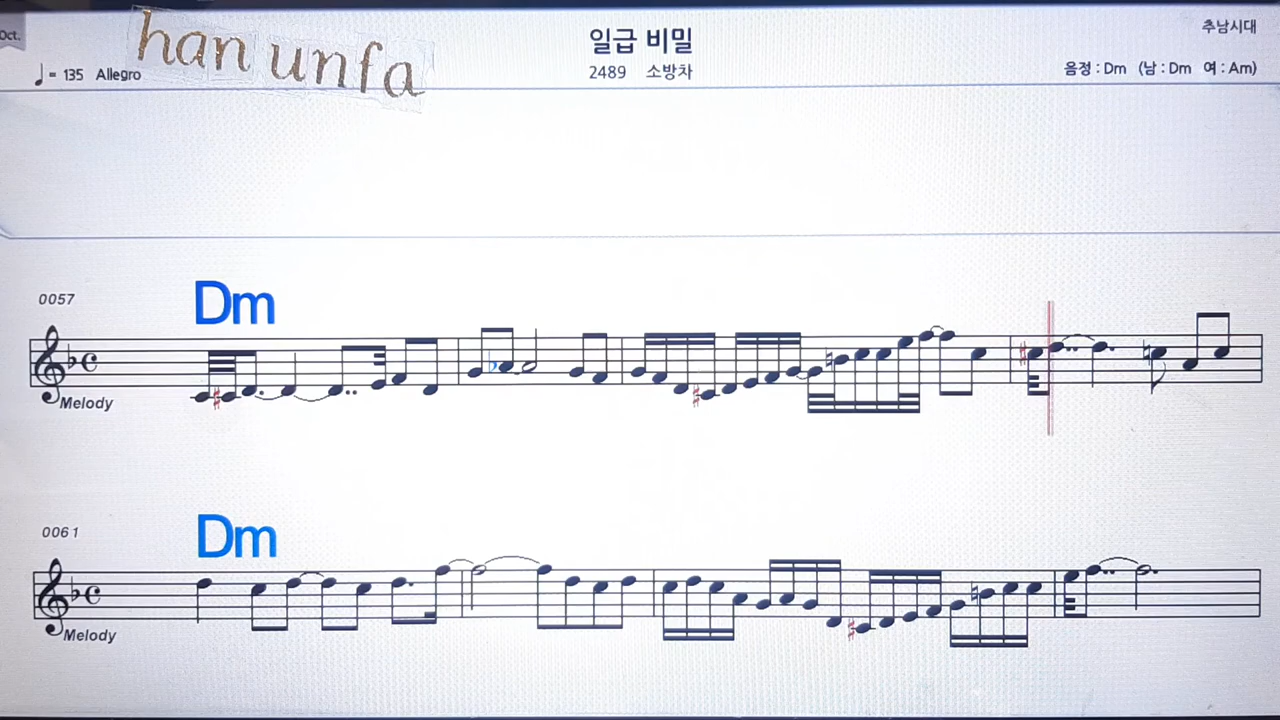 Oct.
han unfa
일급 비밀
추남시대
♩= 135 Allegro
2489 소방차
음정 : Dm (남 : Dm 여 : Am)
0057
Dm
Melody
0061
Dm
Melody